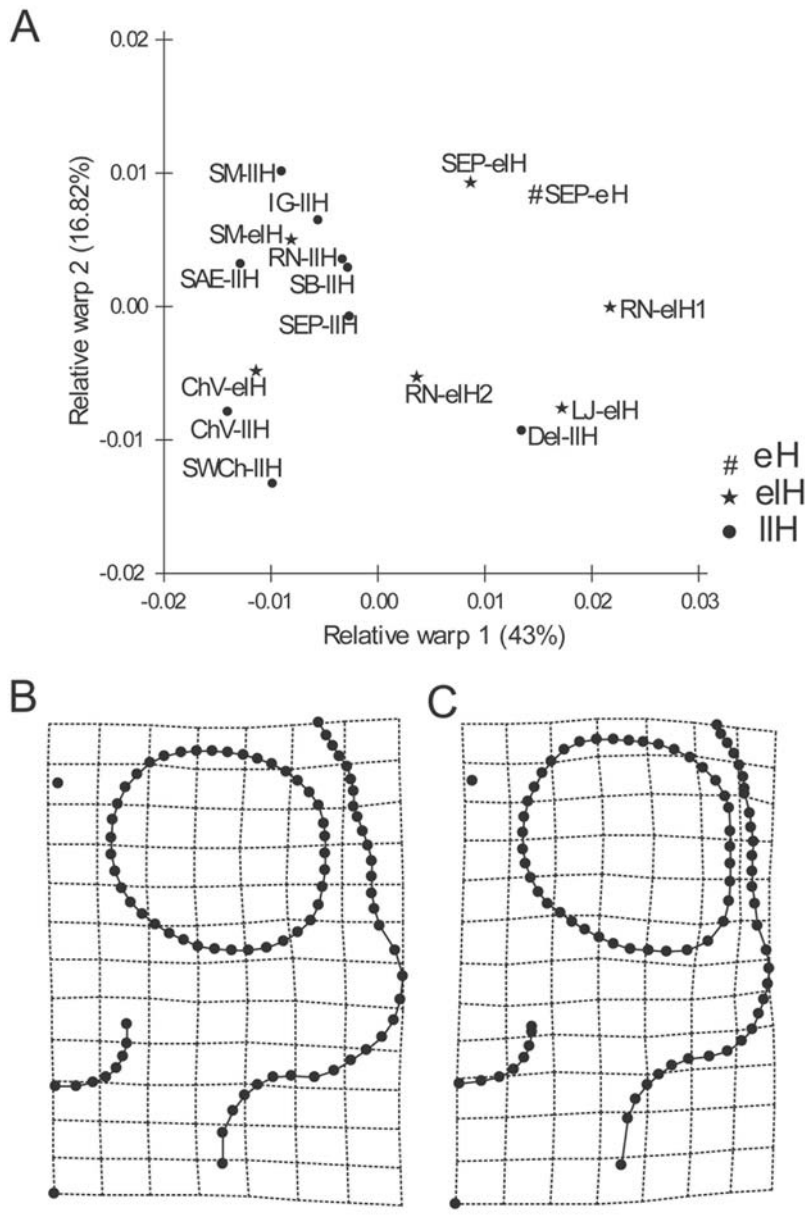 A
0.02
0.01
0.00
-0.01
-0.02
Relative warp 2 (16.82%)
SEP-elH
#SEP-eH
SM-llH
IG-llH
SM-elH
RN-llH
SAE-llH
SB-llH
SEP-llH
RN-elH1
ChV-elH
RN-elH2
LJ-elH
ChV-llH
Del-llH
SWCh-llH
# eH
★ elH
● llH
-0.02 -0.01 0.00 0.01 0.02 0.03
Relative warp 1 (43%)
B
C